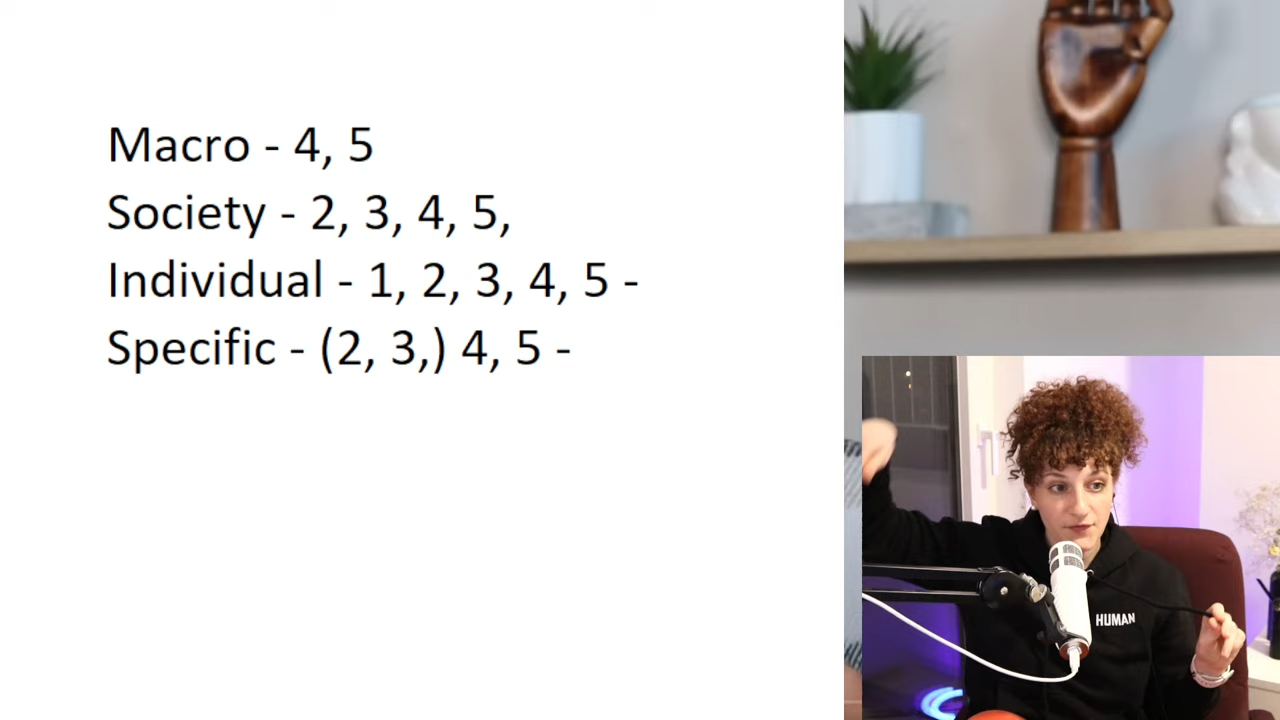 Macro - 4, 5
Society - 2, 3, 4, 5,
Individual - 1, 2, 3, 4, 5 -
Specific - (2, 3,) 4, 5 -
HUMAN